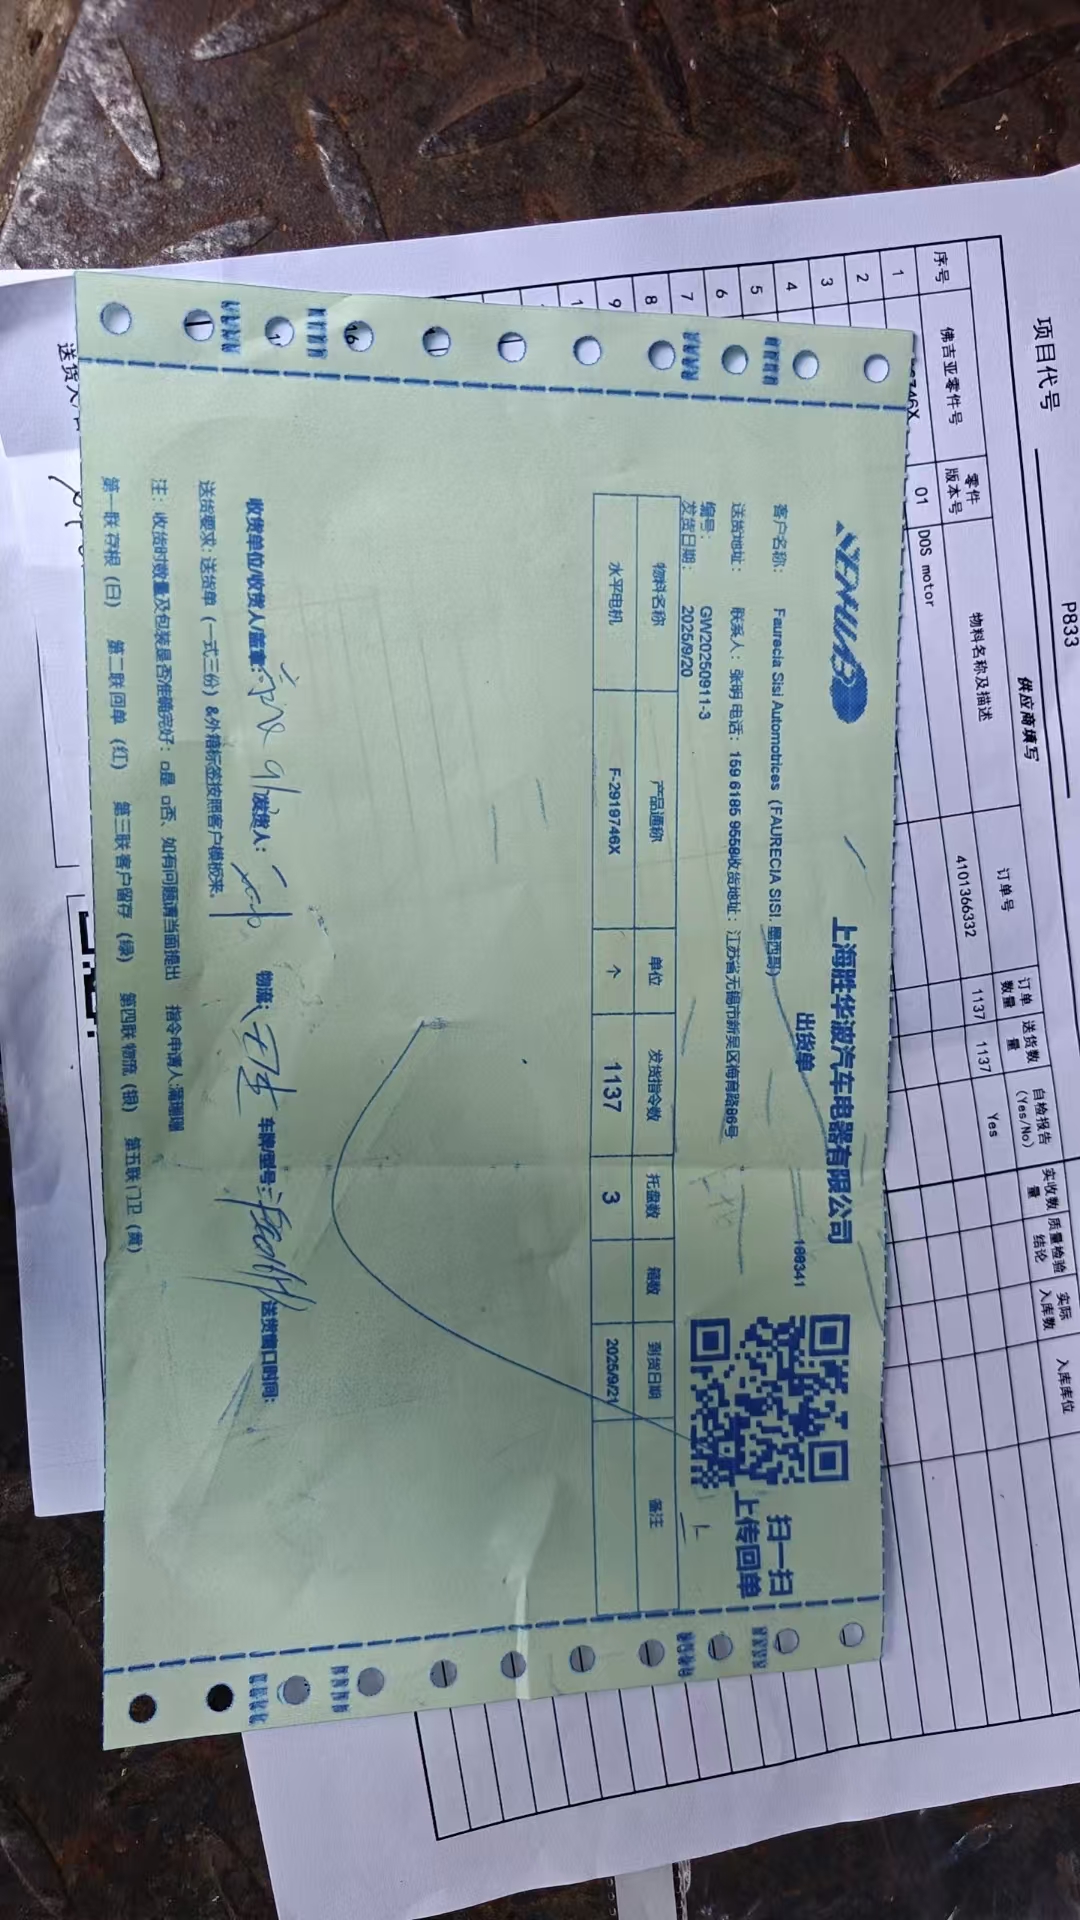 项目代号 P833
供应商填写
序号 佛吉亚零件号 零件版本号 物料名称及描述 订单号 订单数量 送货数量 自检报告(Yes/No) 实收数量 质量检验结论 实际入库数 入库库位
1 01 DOS motor 4101366332 1137 1137 Yes
2
3
4
5
6
7
8
9
上海胜华波汽车电器有限公司
出货单
188341
扫一扫
上传回单
客户名称: Faurecia Sisi Automotrices (FAURECIA SISI. 墨西哥)
送货地址: 联系人: 张明 电话: 159 6185 9558收货地址: 江苏省无锡市新吴区梅育路86号
编号: GW20250911-3
发货日期: 2025/9/20
物料名称 产品通称 单位 发货指令数 托盘数 箱数 到货日期 备注
水平电机 F-2919746X 个 1137 3 2025/9/21
收货单位/收货人/盖章: 发货人: 物流: 车牌型号: 送货窗口时间:
送货要求: 送货单 (一式三份) &外箱标签按照客户模板来。
注: 收货时数量及包装是否准确完好: □是 □否、如有问题请当面提出 指令申请人:蒲珊珊
第一联 存根 (白) 第二联 回单 (红) 第三联 客户留存 (绿) 第四联 物流 (银) 第五联 门卫 (黄)